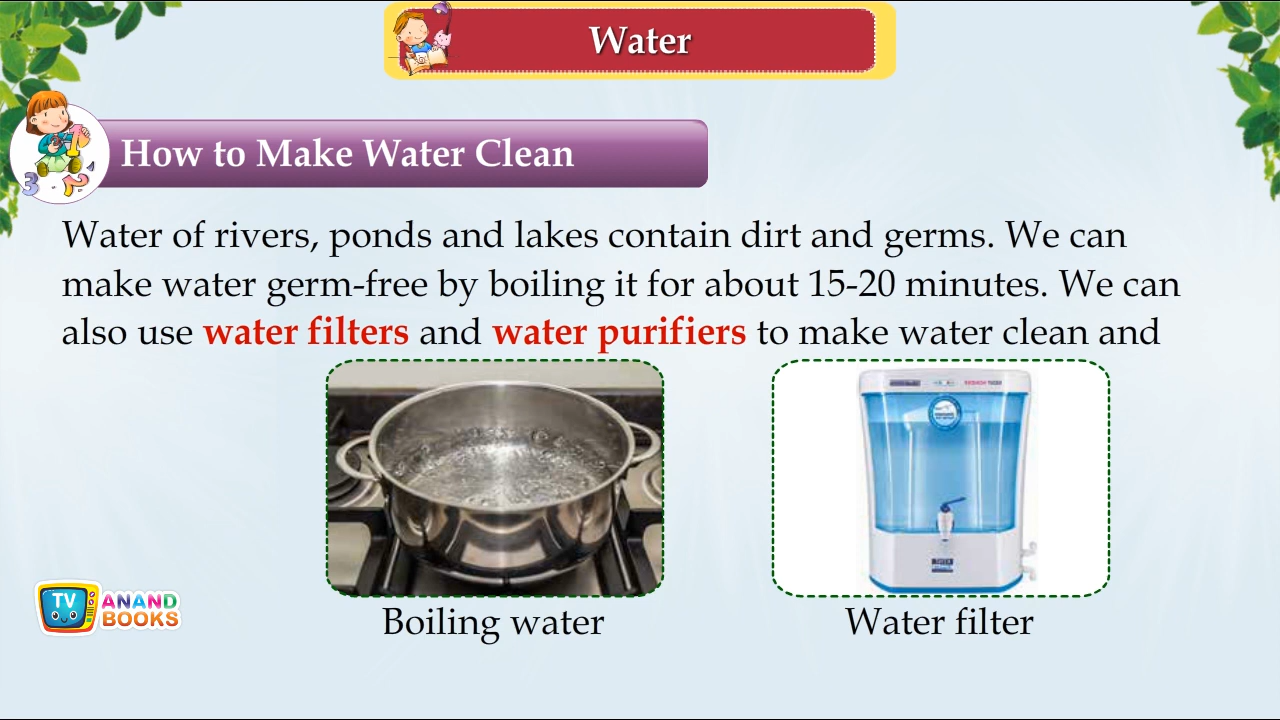 Water
How to Make Water Clean
Water of rivers, ponds and lakes contain dirt and germs. We can
make water germ-free by boiling it for about 15-20 minutes. We can
also use water filters and water purifiers to make water clean and
Boiling water
Water filter
TV
ANAND
BOOKS